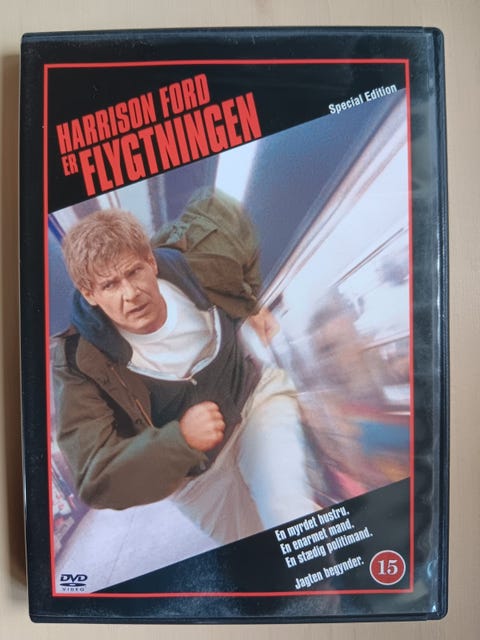 HARRISON FORD
ER FLYGTNINGEN
Special Edition
En myrdet hustru.
En enarmet mand.
En stædig politimand.
Jagten begynder.
15
DVD
VIDEO